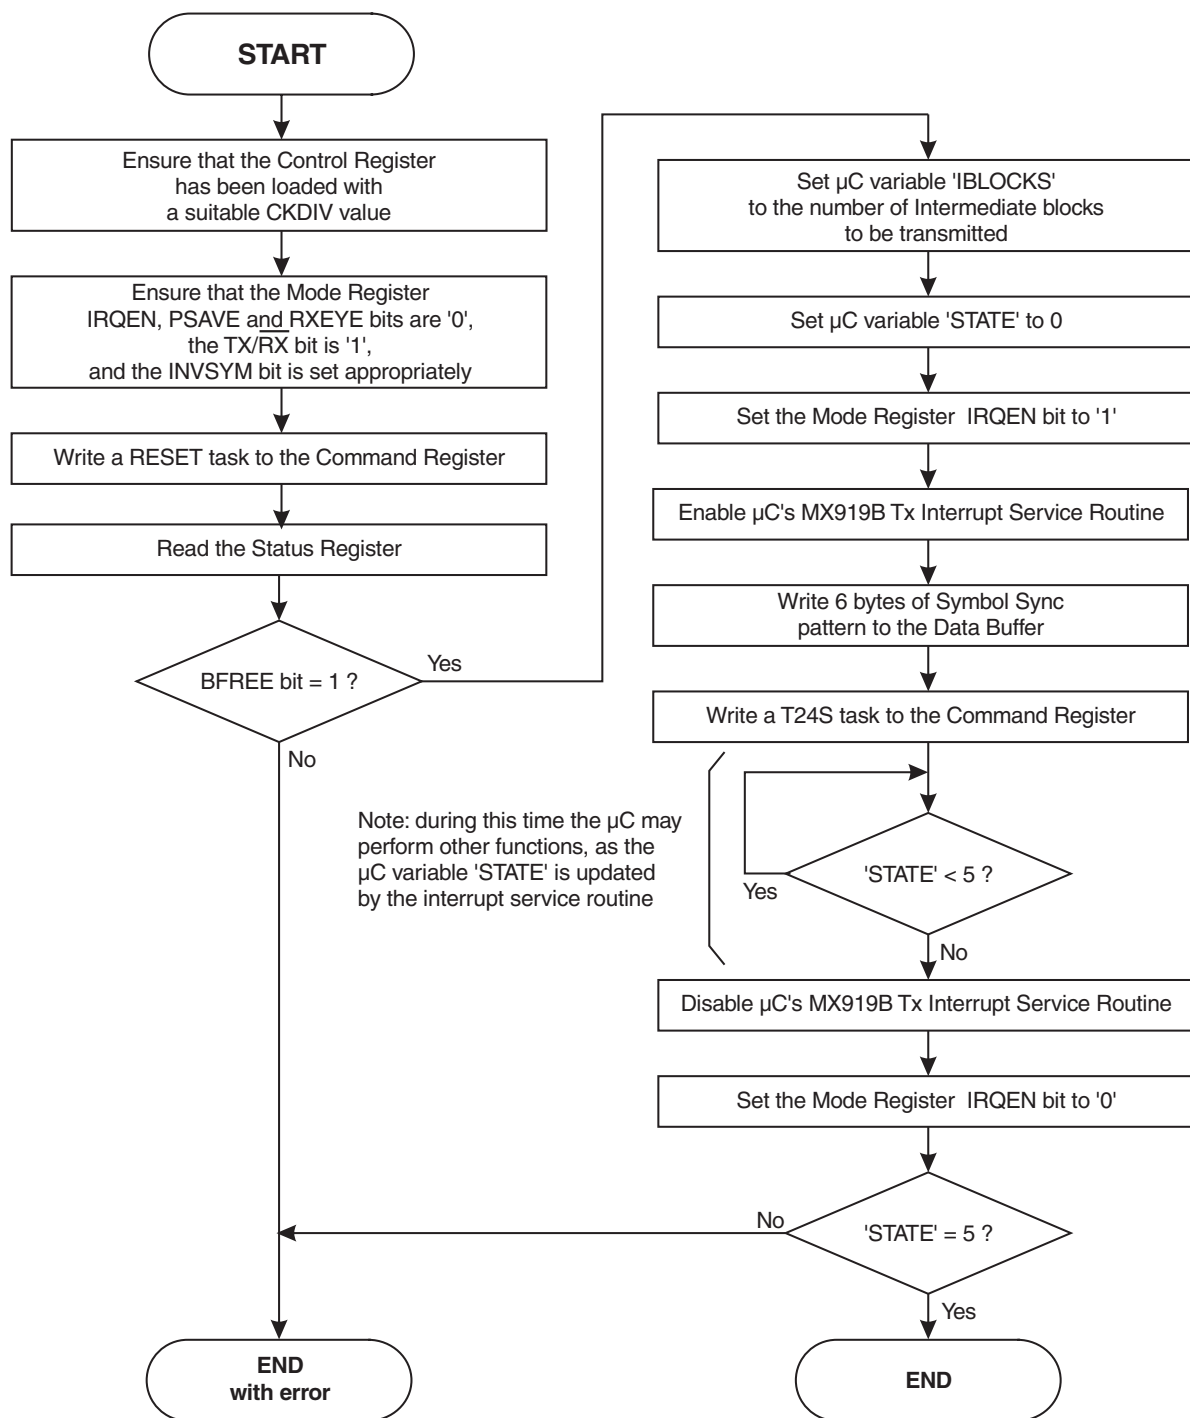 START
Ensure that the Control Register
has been loaded with
a suitable CKDIV value
Ensure that the Mode Register
IRQEN, PSAVE and RXEYE bits are '0',
the TX/R̅X̅ bit is '1',
and the INVSYM bit is set appropriately
Write a RESET task to the Command Register
Read the Status Register
BFREE bit = 1 ?
Yes
No
Set µC variable 'IBLOCKS'
to the number of Intermediate blocks
to be transmitted
Set µC variable 'STATE' to 0
Set the Mode Register IRQEN bit to '1'
Enable µC's MX919B Tx Interrupt Service Routine
Write 6 bytes of Symbol Sync
pattern to the Data Buffer
Write a T24S task to the Command Register
Note: during this time the µC may
perform other functions, as the
µC variable 'STATE' is updated
by the interrupt service routine
'STATE' < 5 ?
Yes
No
Disable µC's MX919B Tx Interrupt Service Routine
Set the Mode Register IRQEN bit to '0'
'STATE' = 5 ?
No
Yes
END
with error
END